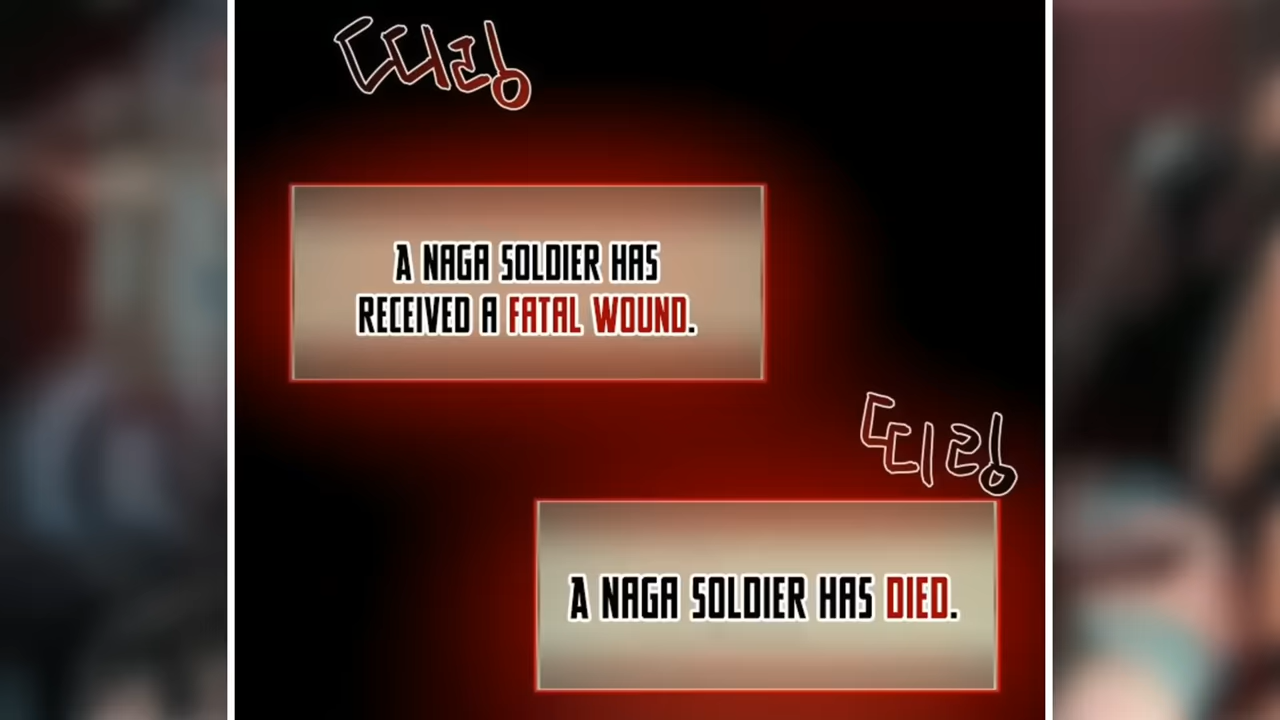 띠링
A NAGA SOLDIER HAS
RECEIVED A FATAL WOUND.
띠링
A NAGA SOLDIER HAS DIED.